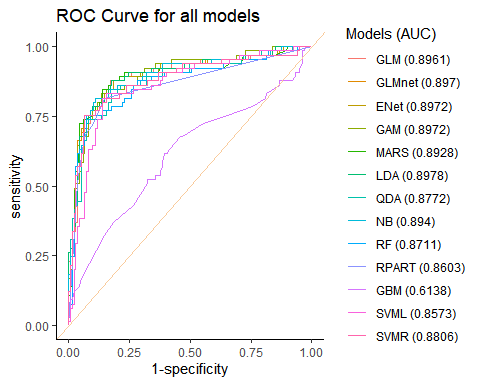 ROC Curve for all models
Models (AUC)
GLM (0.8961)
GLMnet (0.897)
ENet (0.8972)
GAM (0.8972)
MARS (0.8928)
LDA (0.8978)
QDA (0.8772)
NB (0.894)
RF (0.8711)
RPART (0.8603)
GBM (0.6138)
SVML (0.8573)
SVMR (0.8806)
sensitivity
1.00
0.75
0.50
0.25
0.00
0.00 0.25 0.50 0.75 1.00
1-specificity